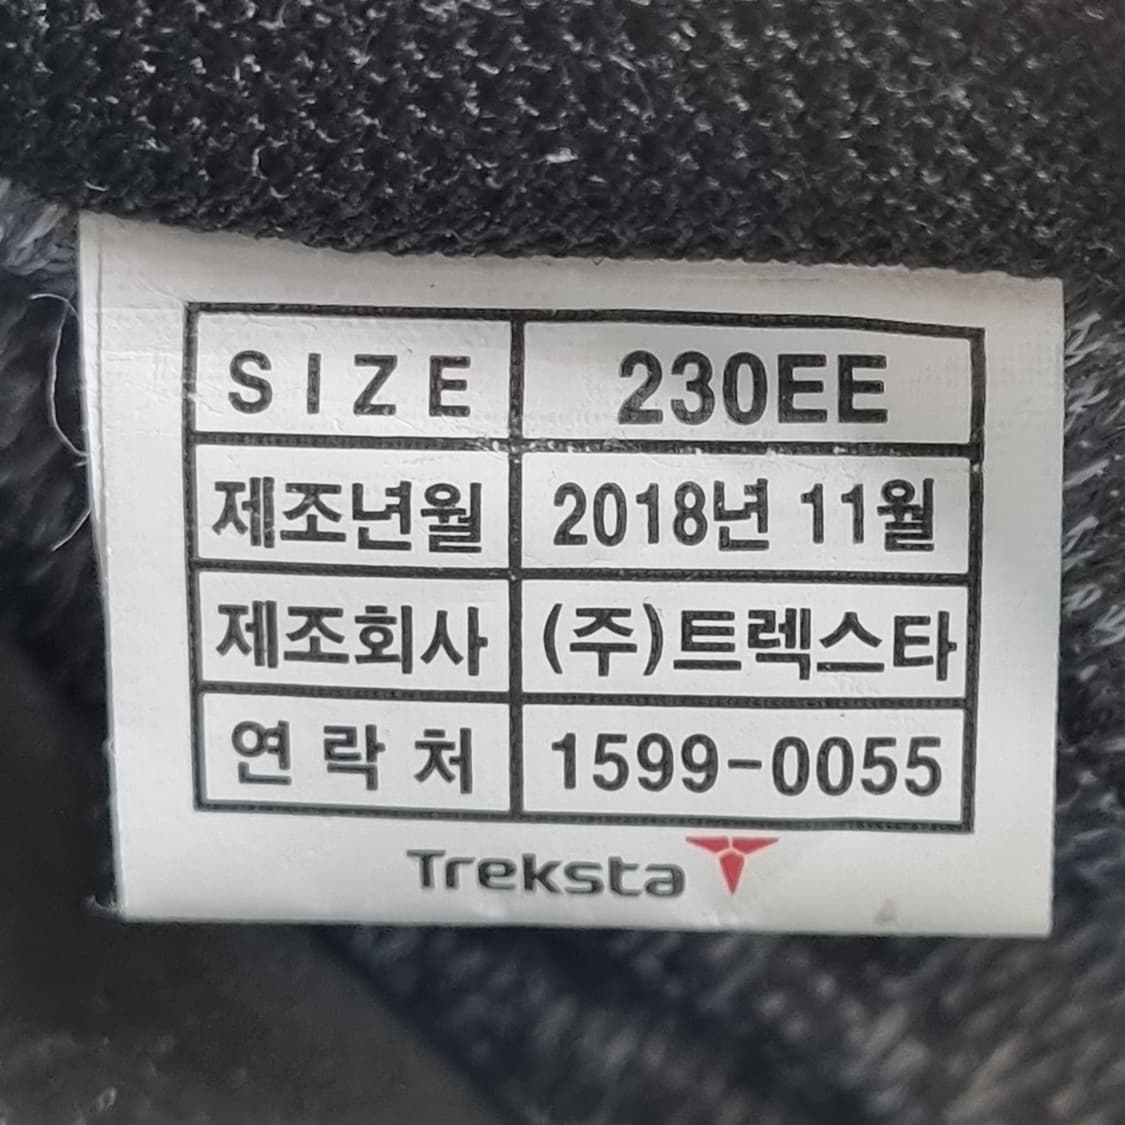 SIZE 230EE
제조년월 2018년 11월
제조회사 (주)트렉스타
연락처 1599-0055
Treksta